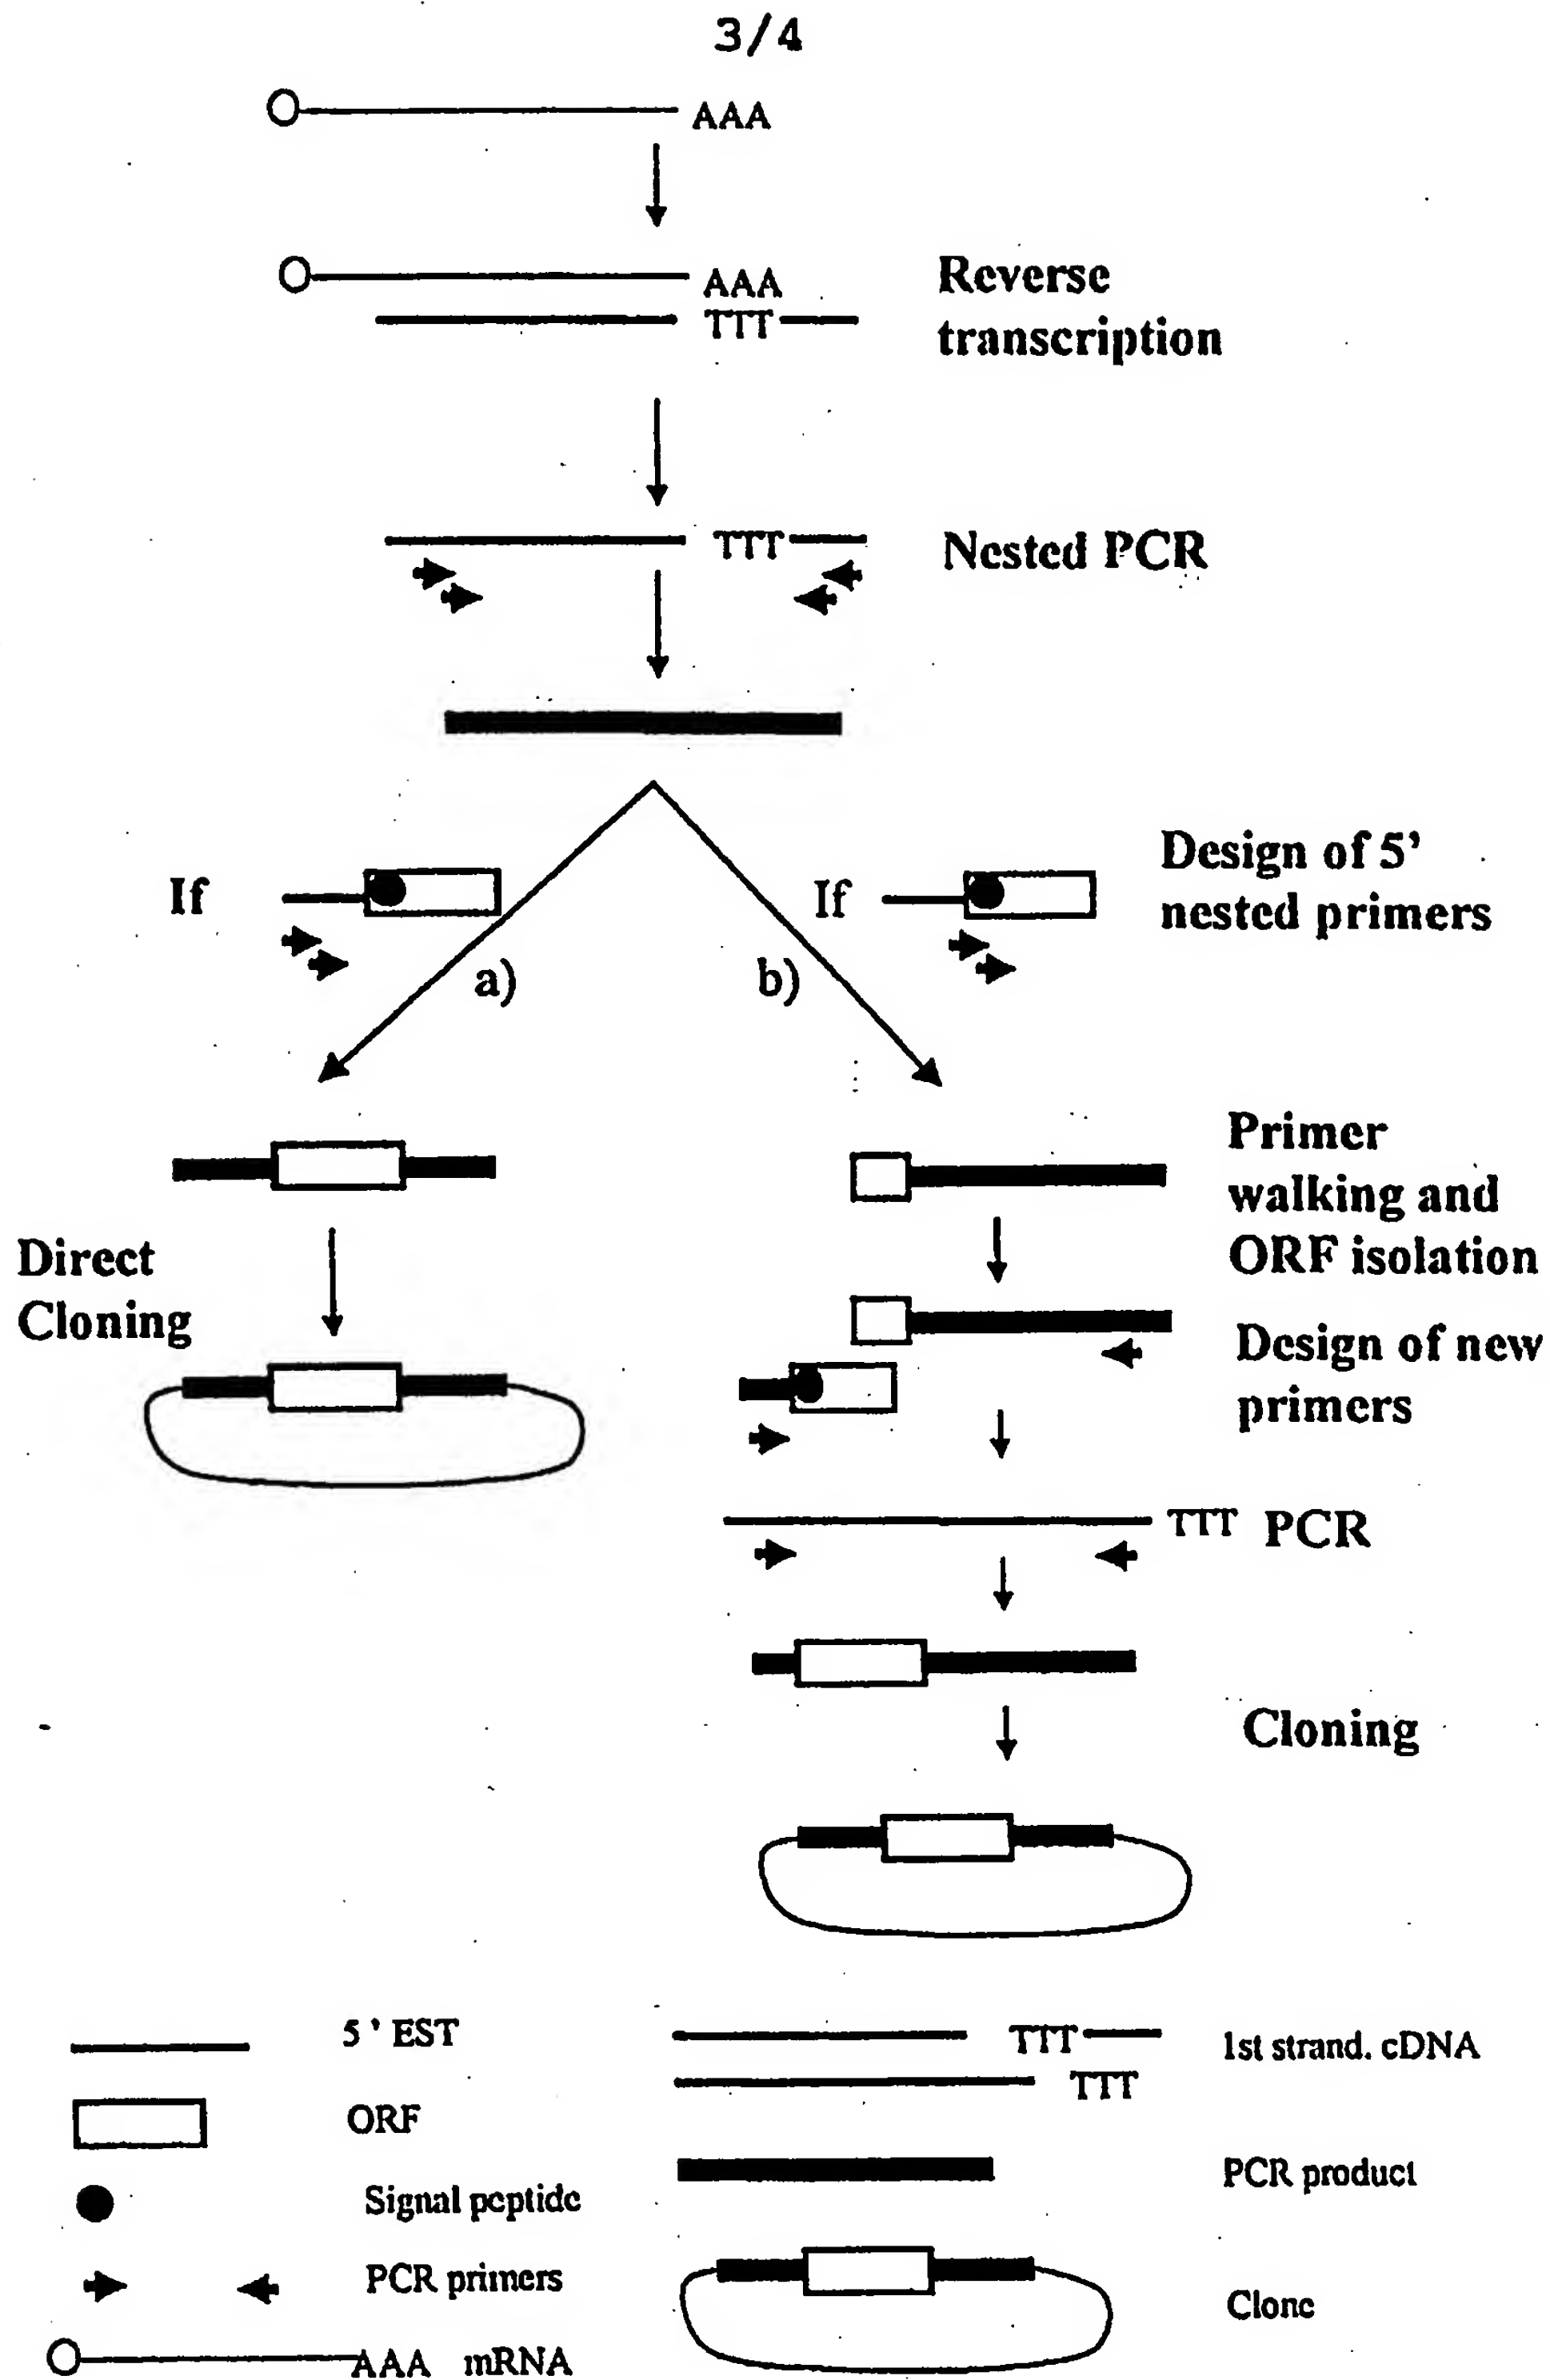 3/4
AAA
AAA
TTT
Reverse
transcription
TTT
Nested PCR
If
If
Design of 5'
nested primers
a)
b)
Primer
walking and
ORF isolation
Direct
Cloning
Design of new
primers
TTT PCR
Cloning
5' EST
TTT
1st strand. cDNA
TTT
ORF
PCR product
Signal peptide
PCR primers
Clone
AAA mRNA